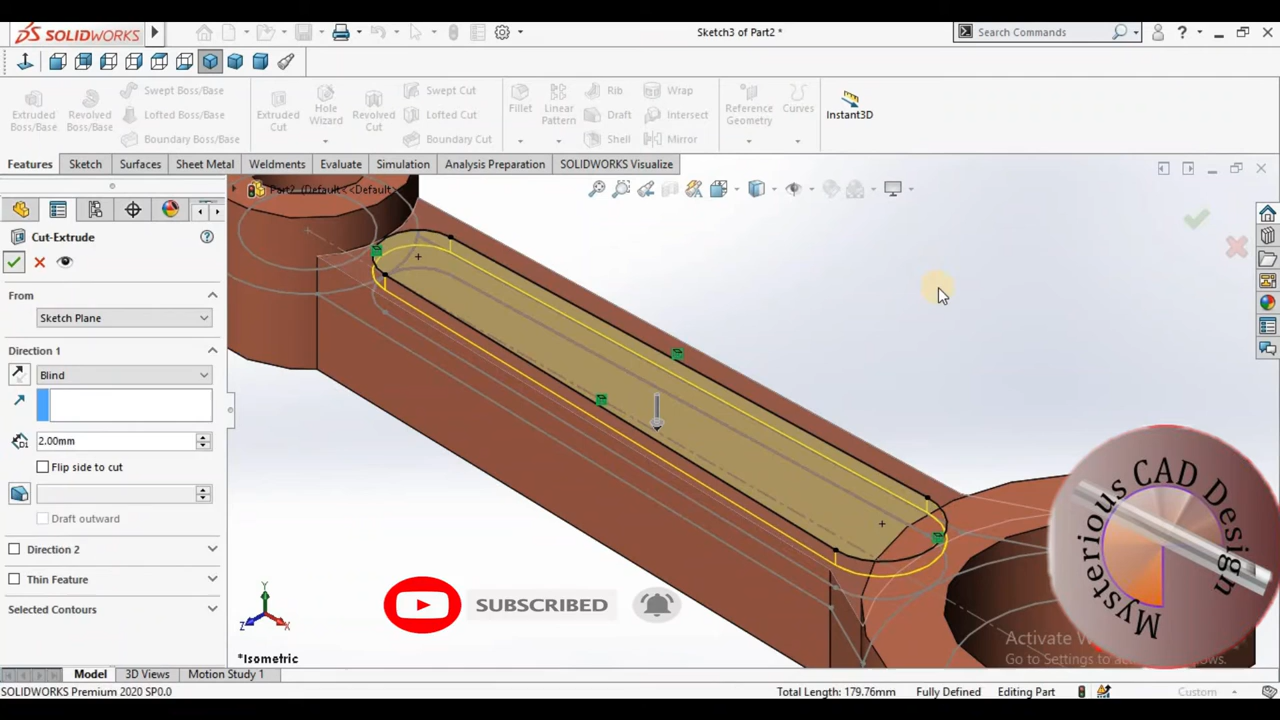 SOLIDWORKS
Sketch3 of Part2 *
Search Commands
Extruded Boss/Base
Revolved Boss/Base
Swept Boss/Base
Lofted Boss/Base
Boundary Boss/Base
Extruded Cut
Hole Wizard
Revolved Cut
Swept Cut
Lofted Cut
Boundary Cut
Fillet
Linear Pattern
Rib
Draft
Shell
Wrap
Intersect
Mirror
Reference Geometry
Curves
Instant3D
Features Sketch Surfaces Sheet Metal Weldments Evaluate Simulation Analysis Preparation SOLIDWORKS Visualize
Part2 (Default<<Default>
Cut-Extrude
From
Sketch Plane
Direction 1
Blind
D1
2.00mm
Flip side to cut
Draft outward
Direction 2
Thin Feature
Selected Contours
Y
Z
X
*Isometric
SUBSCRIBED
Mysterious CAD Design
Activate W
Go to Settings to a
ows.
Model 3D Views Motion Study 1
SOLIDWORKS Premium 2020 SP0.0
Total Length: 179.76mm Fully Defined Editing Part Custom